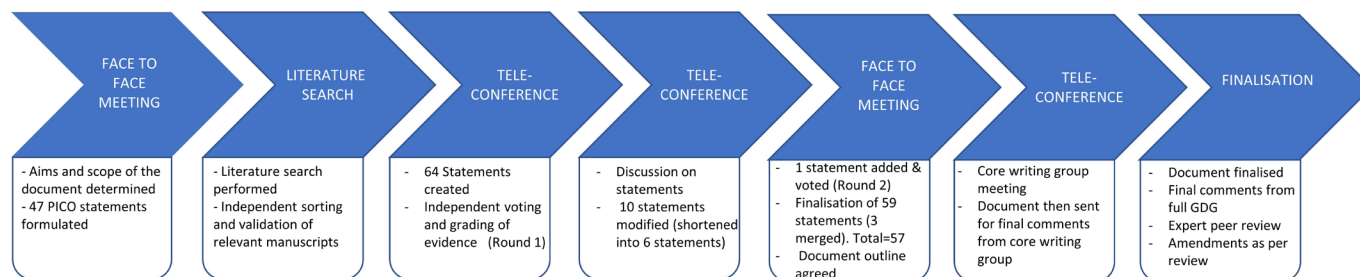 FACE TO
FACE
MEETING
- Aims and scope of the
document determined
- 47 PICO statements
formulated
LITERATURE
SEARCH
- Literature search
performed
- Independent sorting
and validation of
relevant manuscripts
TELE-
CONFERENCE
- 64 Statements
created
- Independent voting
and grading of
evidence (Round 1)
TELE-
CONFERENCE
- Discussion on
statements
- 10 statements
modified (shortened
into 6 statements)
FACE TO
FACE
MEETING
- 1 statement added &
voted (Round 2)
- Finalisation of 59
statements (3
merged). Total=57
- Document outline
agreed
TELE-
CONFERENCE
- Core writing group
meeting
- Document then sent
for final comments
from core writing
group
FINALISATION
- Document finalised
- Final comments from
full GDG
- Expert peer review
- Amendments as per
review